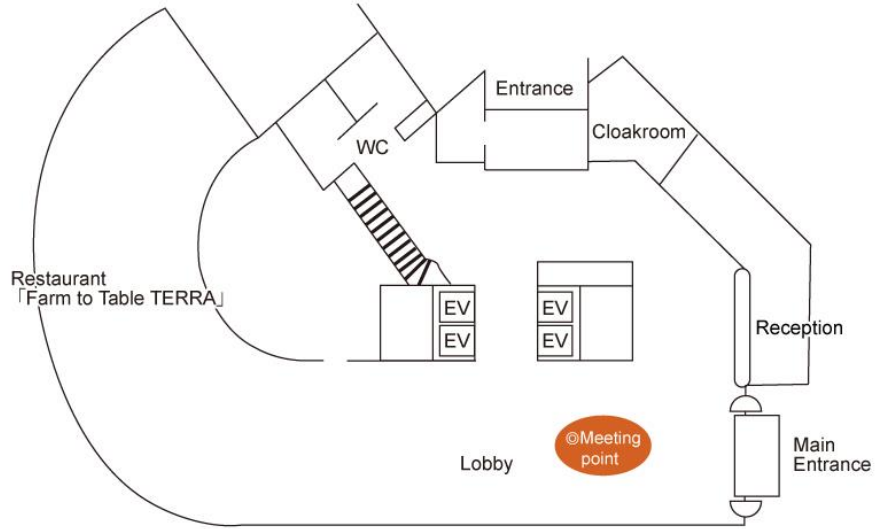 Entrance
Cloakroom
WC
Restaurant
「Farm to Table TERRA」
EV
EV
EV
EV
Reception
◎Meeting
point
Lobby
Main
Entrance